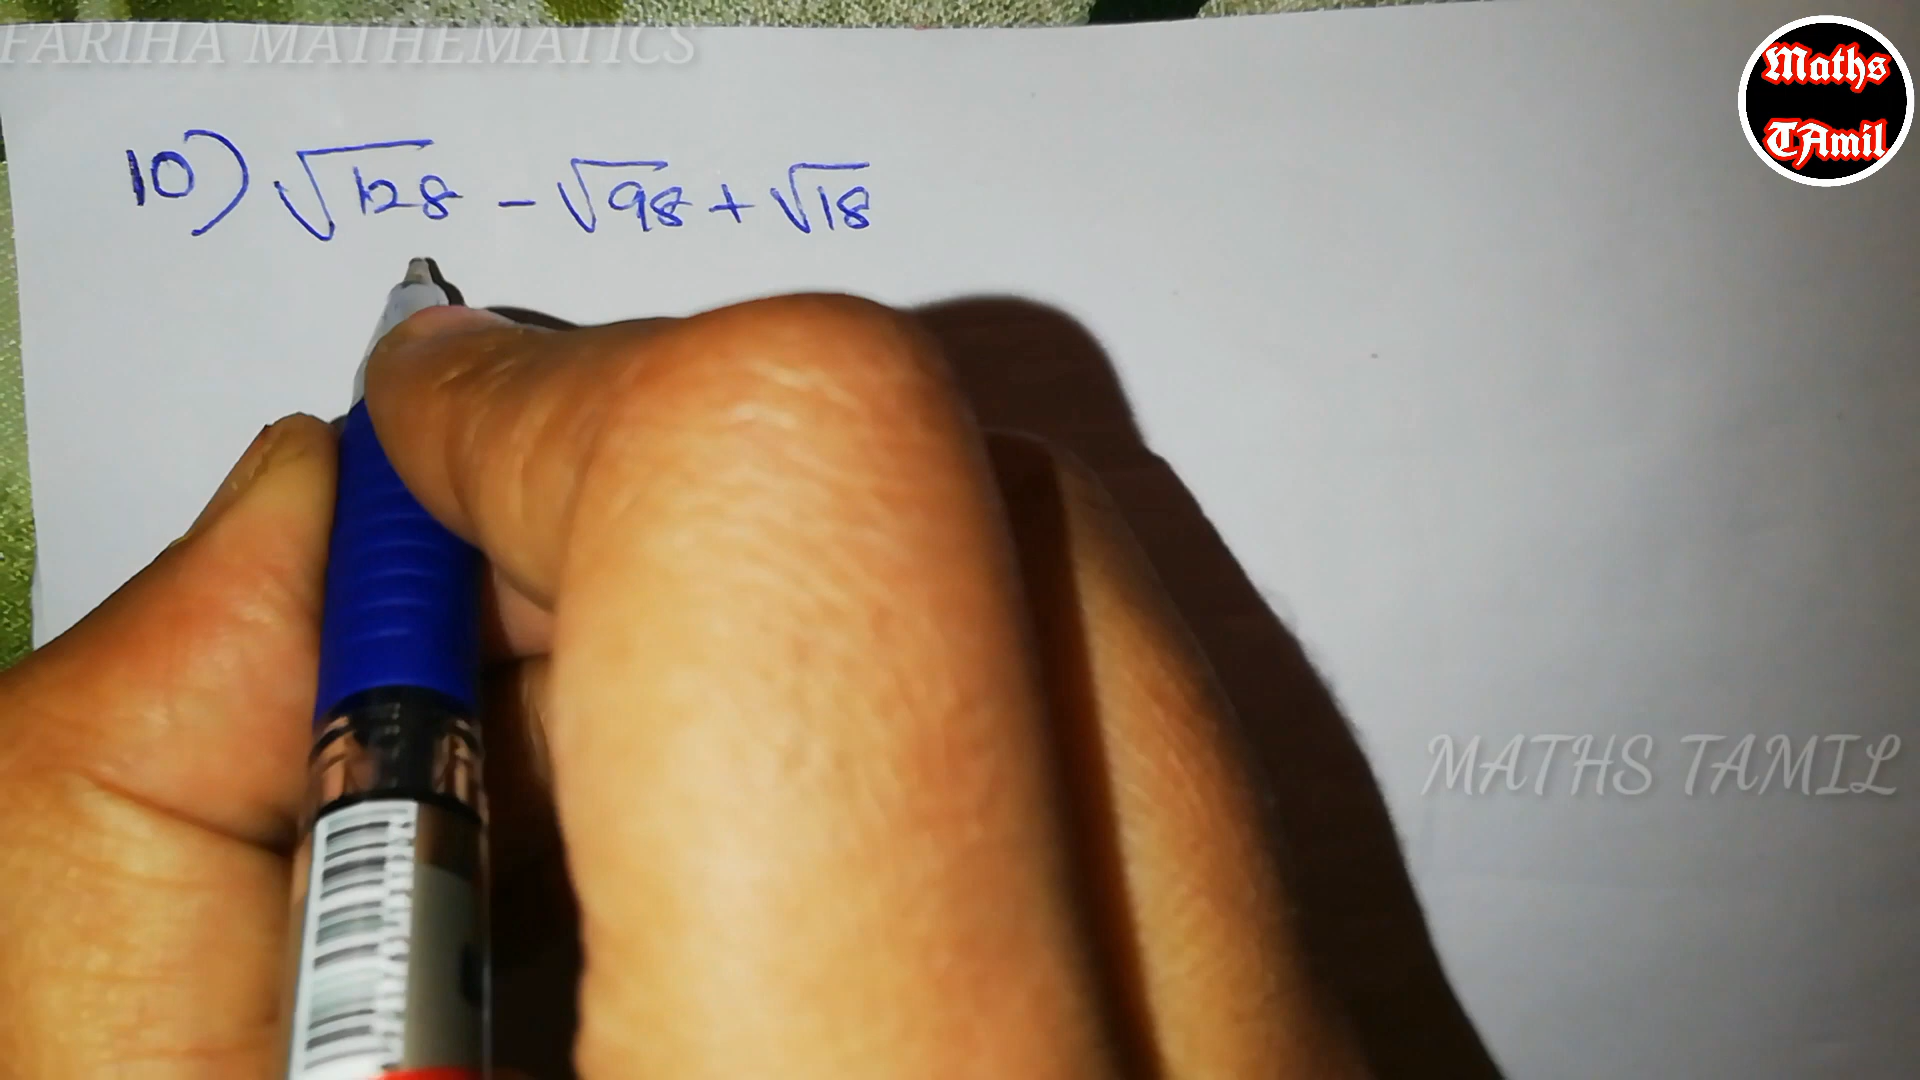 FARIHA MATHEMATICS
Maths
TAmil
10) √128 - √98 + √18
MATHS TAMIL